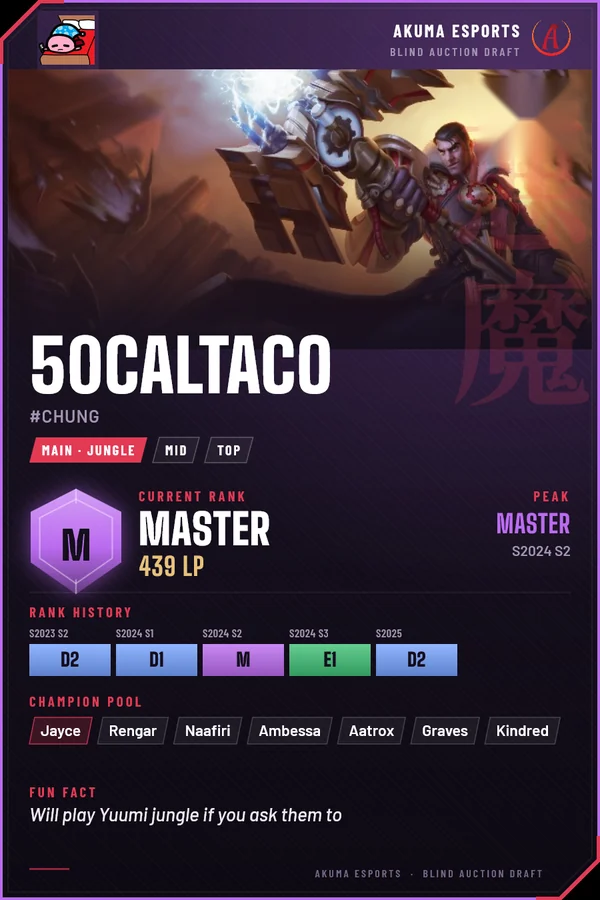 AKUMA ESPORTS
BLIND AUCTION DRAFT
A
魔
50CALTACO
#CHUNG
MAIN · JUNGLE MID TOP
M
CURRENT RANK
MASTER
439 LP
PEAK
MASTER
S2024 S2
RANK HISTORY
S2023 S2 S2024 S1 S2024 S2 S2024 S3 S2025
D2 D1 M E1 D2
CHAMPION POOL
Jayce Rengar Naafiri Ambessa Aatrox Graves Kindred
FUN FACT
Will play Yuumi jungle if you ask them to
AKUMA ESPORTS · BLIND AUCTION DRAFT